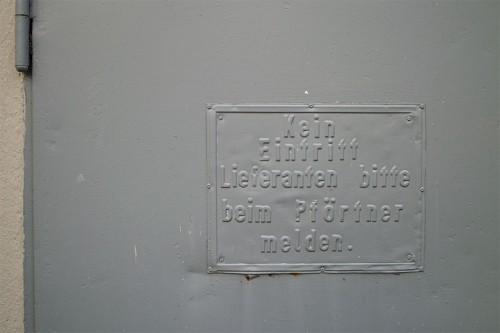 Kein
Eintritt
Lieferanten bitte
beim Pförtner
melden.